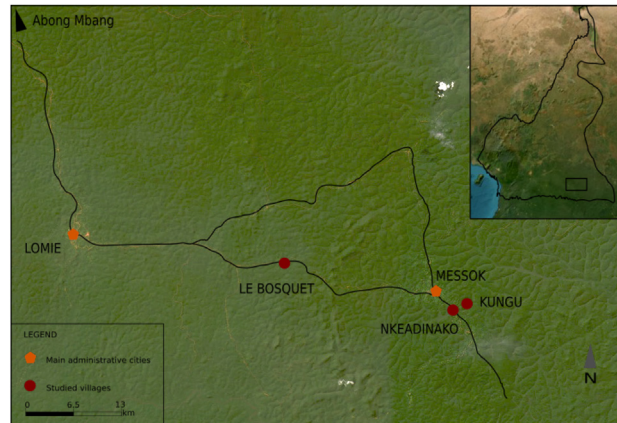 Abong Mbang
LOMIE
LE BOSQUET
MESSOK
KUNGU
NKEADINAKO
LEGEND
Main administrative cities
Studied villages
0 6.5 13
km
N